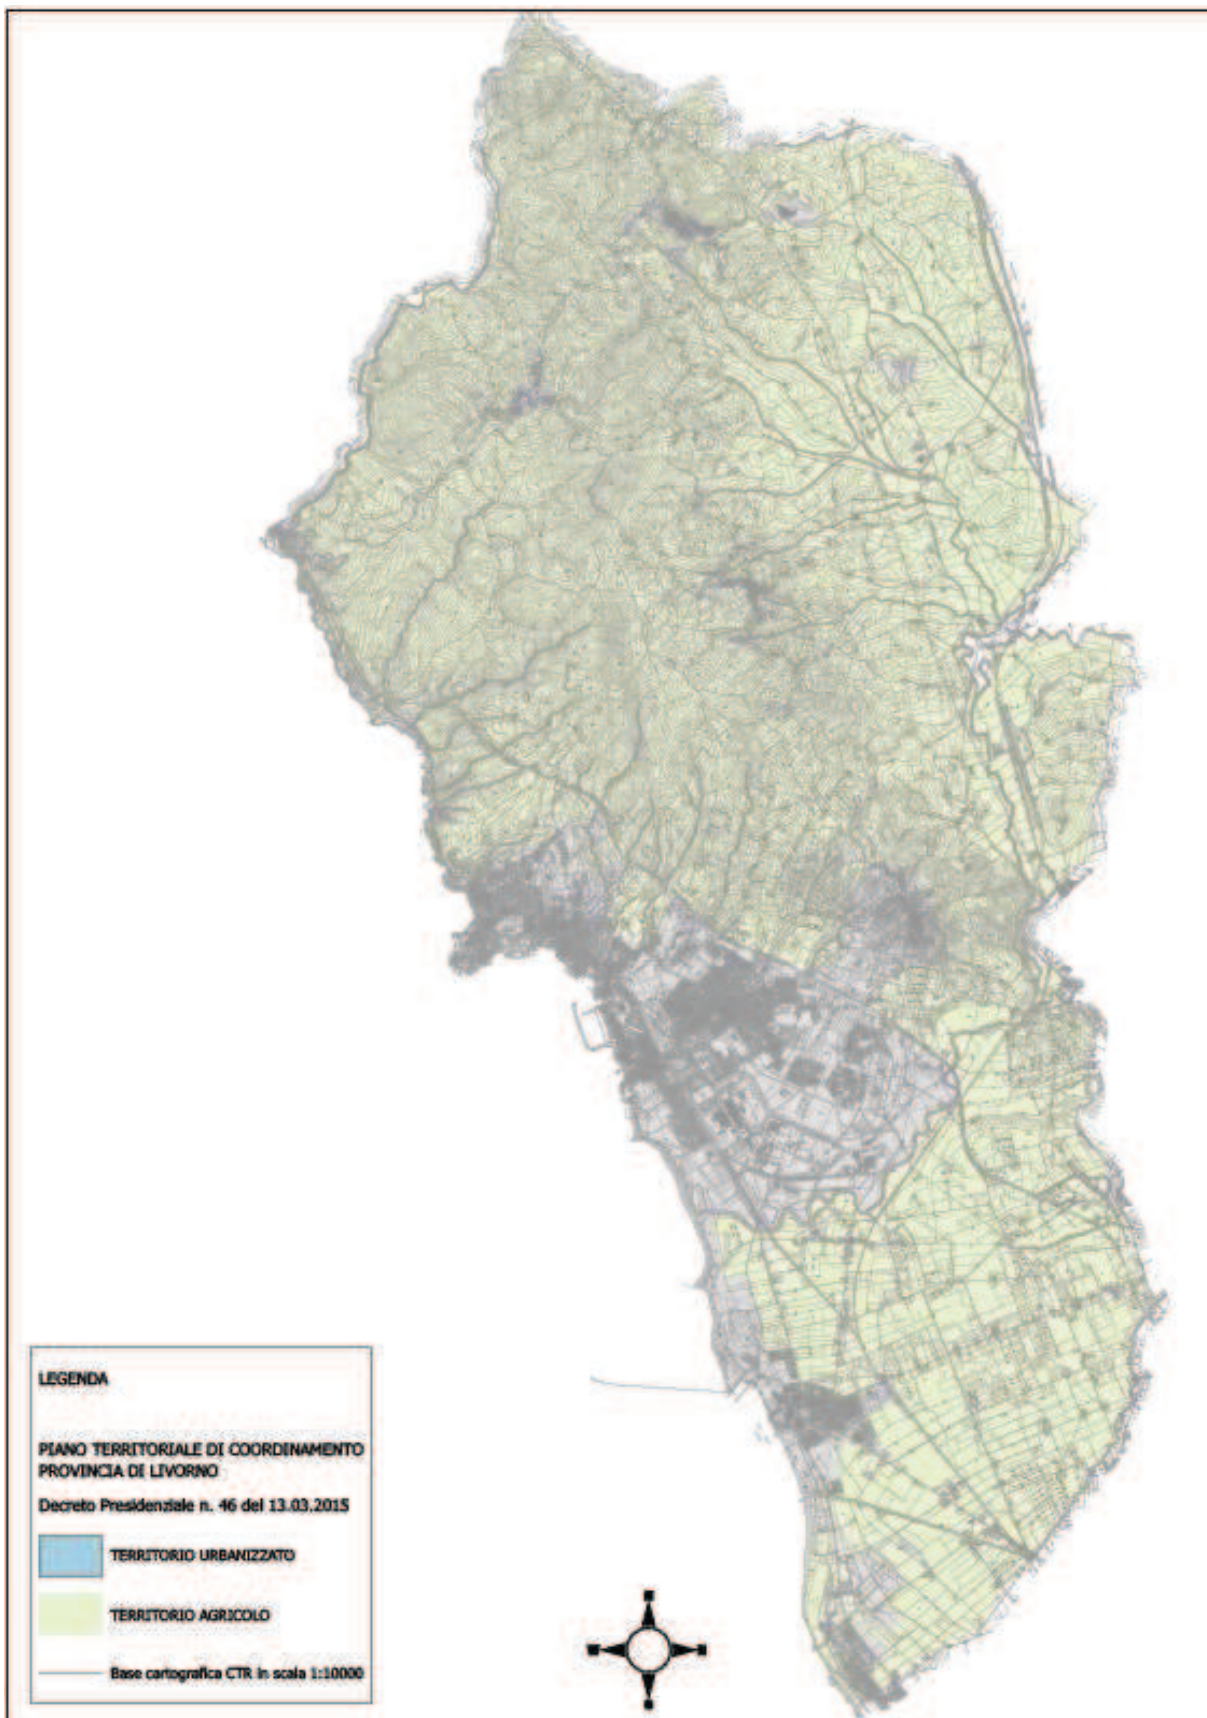 LEGENDA
PIANO TERRITORIALE DI COORDINAMENTO
PROVINCIA DI LIVORNO
Decreto Presidenziale n. 46 del 13.03.2015
TERRITORIO URBANIZZATO
TERRITORIO AGRICOLO
Base cartografica CTR in scala 1:10000